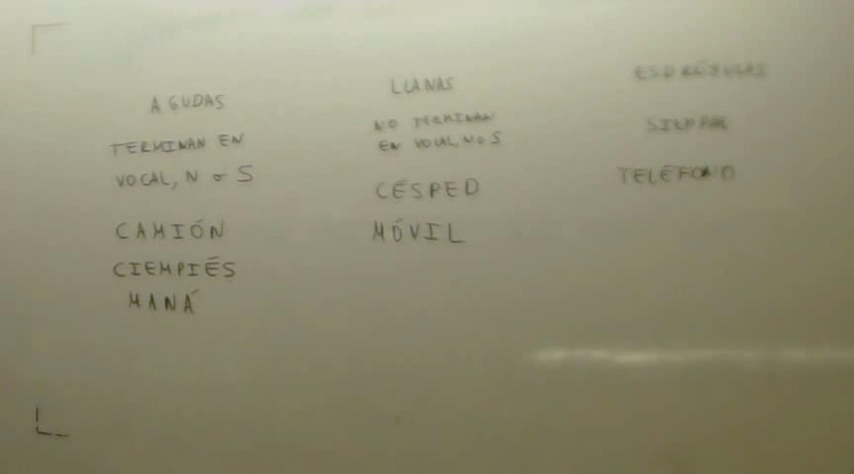 AGUDAS
TERMINAN EN
VOCAL, N o S
CAMIÓN
CIEMPIÉS
MANÁ
LLANAS
NO TERMINAN
EN VOCAL, N o S
CÉSPED
MÓVIL
ESDRÚJULAS
SIEMPRE
TELÉFONO